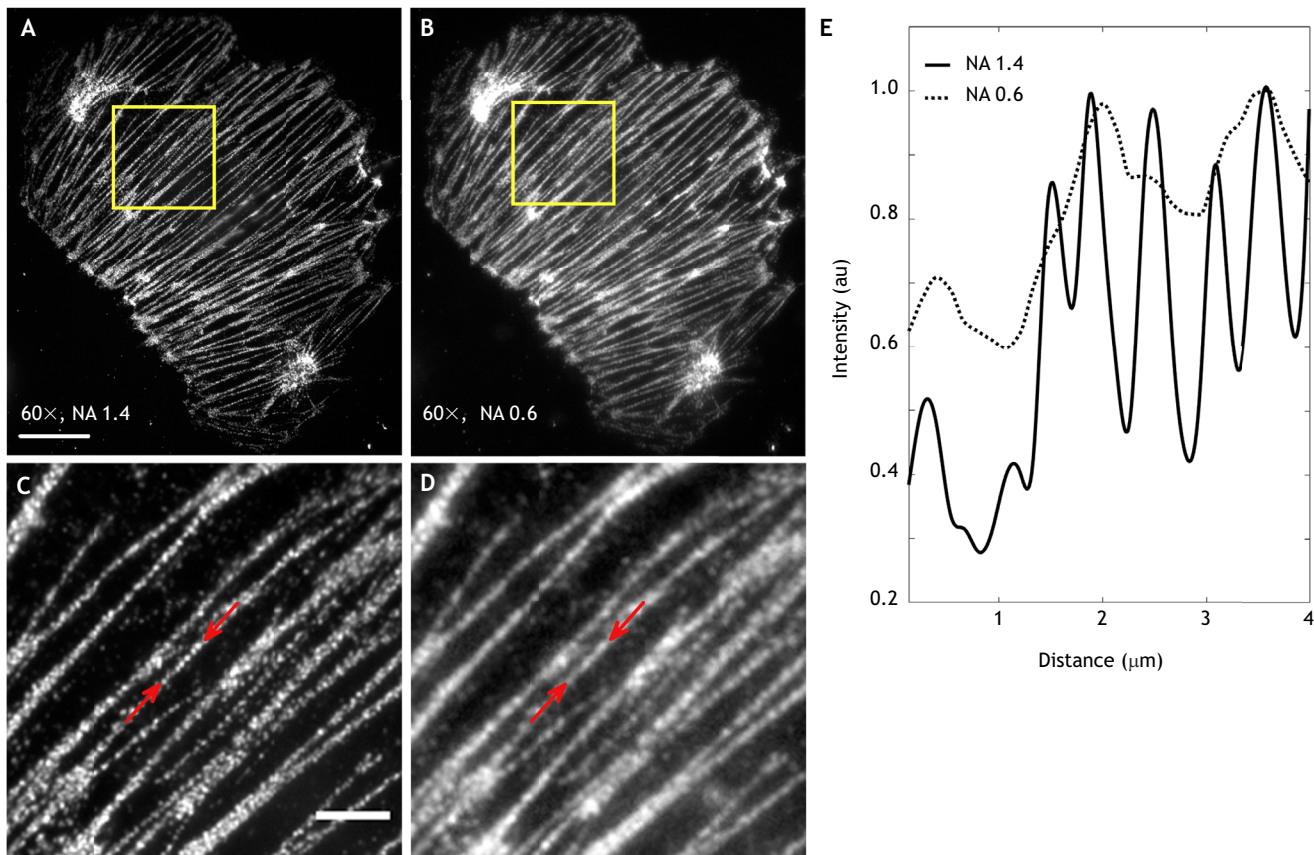 A
60×, NA 1.4
B
60×, NA 0.6
C
D
E
NA 1.4
NA 0.6
Intensity (au)
1.0
0.8
0.6
0.4
0.2
1 2 3 4
Distance (μm)